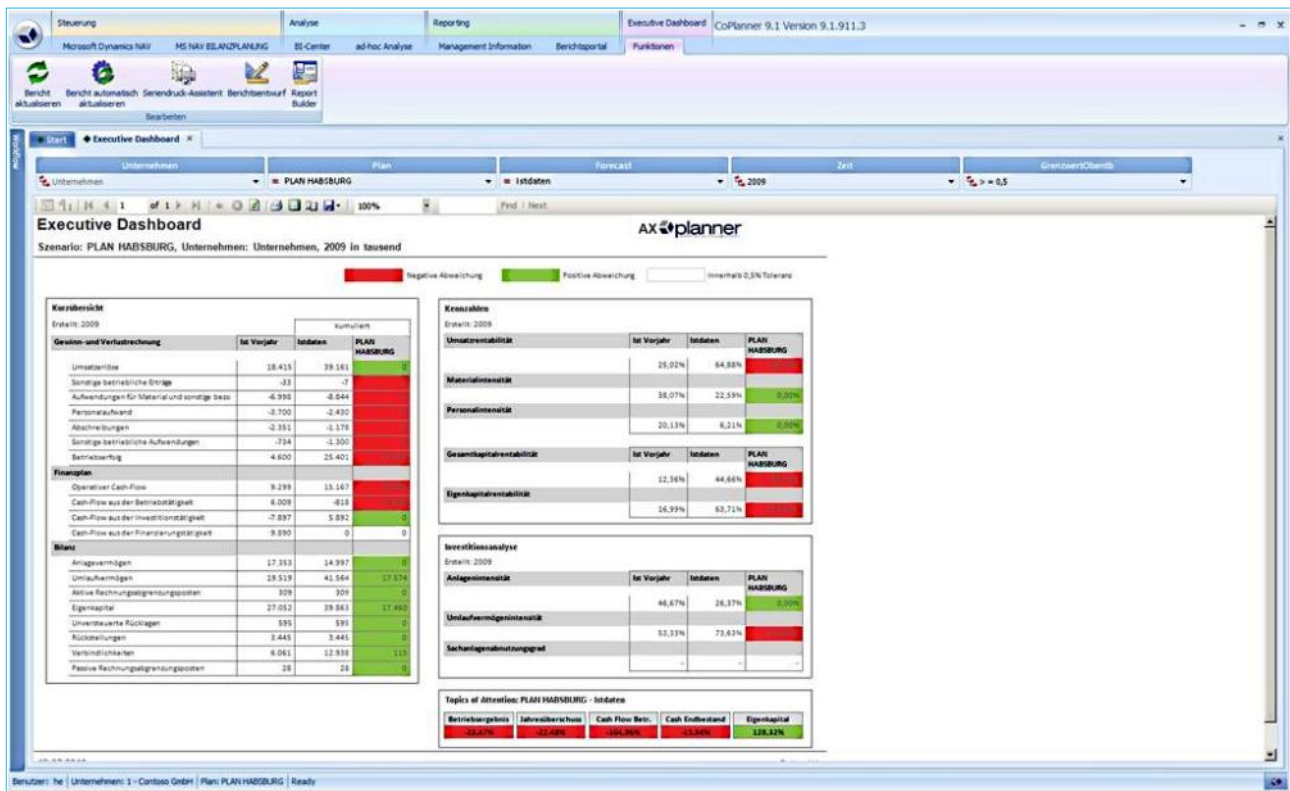 Steuerung Analyse Reporting Executive Dashboard CoPlanner 9.1 Version 9.1.911.3
Microsoft Dynamics NAV MS NAV BILANZPLANUNG BI-Center ad-hoc Analyse Management Information Berichtsportal Funktionen
Bericht aktualisieren Bericht automatisch aktualisieren Seriendruck-Assistent Berichtsentwurf Report Builder
Bearbeiten
Workflow
Start Executive Dashboard
Unternehmen Plan Forecast Zeit GrenzwertObentb
Unternehmen PLAN HABSBURG Istdaten 2009 > = 0,5
1 of 1 100% Find | Next
Executive Dashboard
AX planner
Szenario: PLAN HABSBURG, Unternehmen: Unternehmen, 2009 in tausend
Negative Abweichung Positive Abweichung Innerhalb 0,5% Toleranz
Kurzübersicht
Erstellt: 2009 kumuliert
Gewinn-und Verlustrechnung Ist Vorjahr Istdaten PLAN HABSBURG
Umsatzerlöse 18.415 39.161 0
Sonstige betriebliche Erträge -33 -7
Aufwendungen für Material und sonstige bezo -6.998 -8.844
Personalaufwand -3.700 -2.430
Abschreibungen -2.351 -1.178
Sonstige betriebliche Aufwendungen -734 -1.300
Betriebserfolg 4.600 25.401
Finanzplan
Operativer Cash-Flow 9.299 15.167
Cash-Flow aus der Betriebstätigkeit 6.009 -818
Cash-Flow aus der Investitionstätigkeit -7.897 5.892 0
Cash-Flow aus der Finanzierungstätigkeit 9.890 0 0
Bilanz
Anlagevermögen 17.353 14.997 0
Umlaufvermögen 19.519 41.564 17.574
Aktive Rechnungsabgrenzungsposten 309 309 0
Eigenkapital 27.052 39.863 17.460
Unversteuerte Rücklagen 595 595 0
Rückstellungen 3.445 3.445 0
Verbindlichkeiten 6.061 12.938 115
Passive Rechnungsabgrenzungsposten 28 28 0
Kennzahlen
Erstellt: 2009
Umsatzrentabilität Ist Vorjahr Istdaten PLAN HABSBURG
25,02% 64,88%
Materialintensität
38,07% 22,59% 0,00%
Personalintensität
20,13% 6,21% 0,00%
Gesamtkapitalrentabilität Ist Vorjahr Istdaten PLAN HABSBURG
12,36% 44,66%
Eigenkapitalrentabilität
16,99% 63,71%
Investitionsanalyse
Erstellt: 2009
Anlagenintensität Ist Vorjahr Istdaten PLAN HABSBURG
46,67% 26,37% 0,00%
Umlaufvermögenintensität
53,33% 73,63%
Sachanlagenabnutzungsgrad
- - -
Topics of Attention: PLAN HABSBURG - Istdaten
Betriebsergebnis Jahresüberschuss Cash Flow Betr. Cash Endbestand Eigenkapital
-23,47% -22,48% 128,32%
Benutzer: he Unternehmen: 1 - Contoso GmbH Plan: PLAN HABSBURG Ready